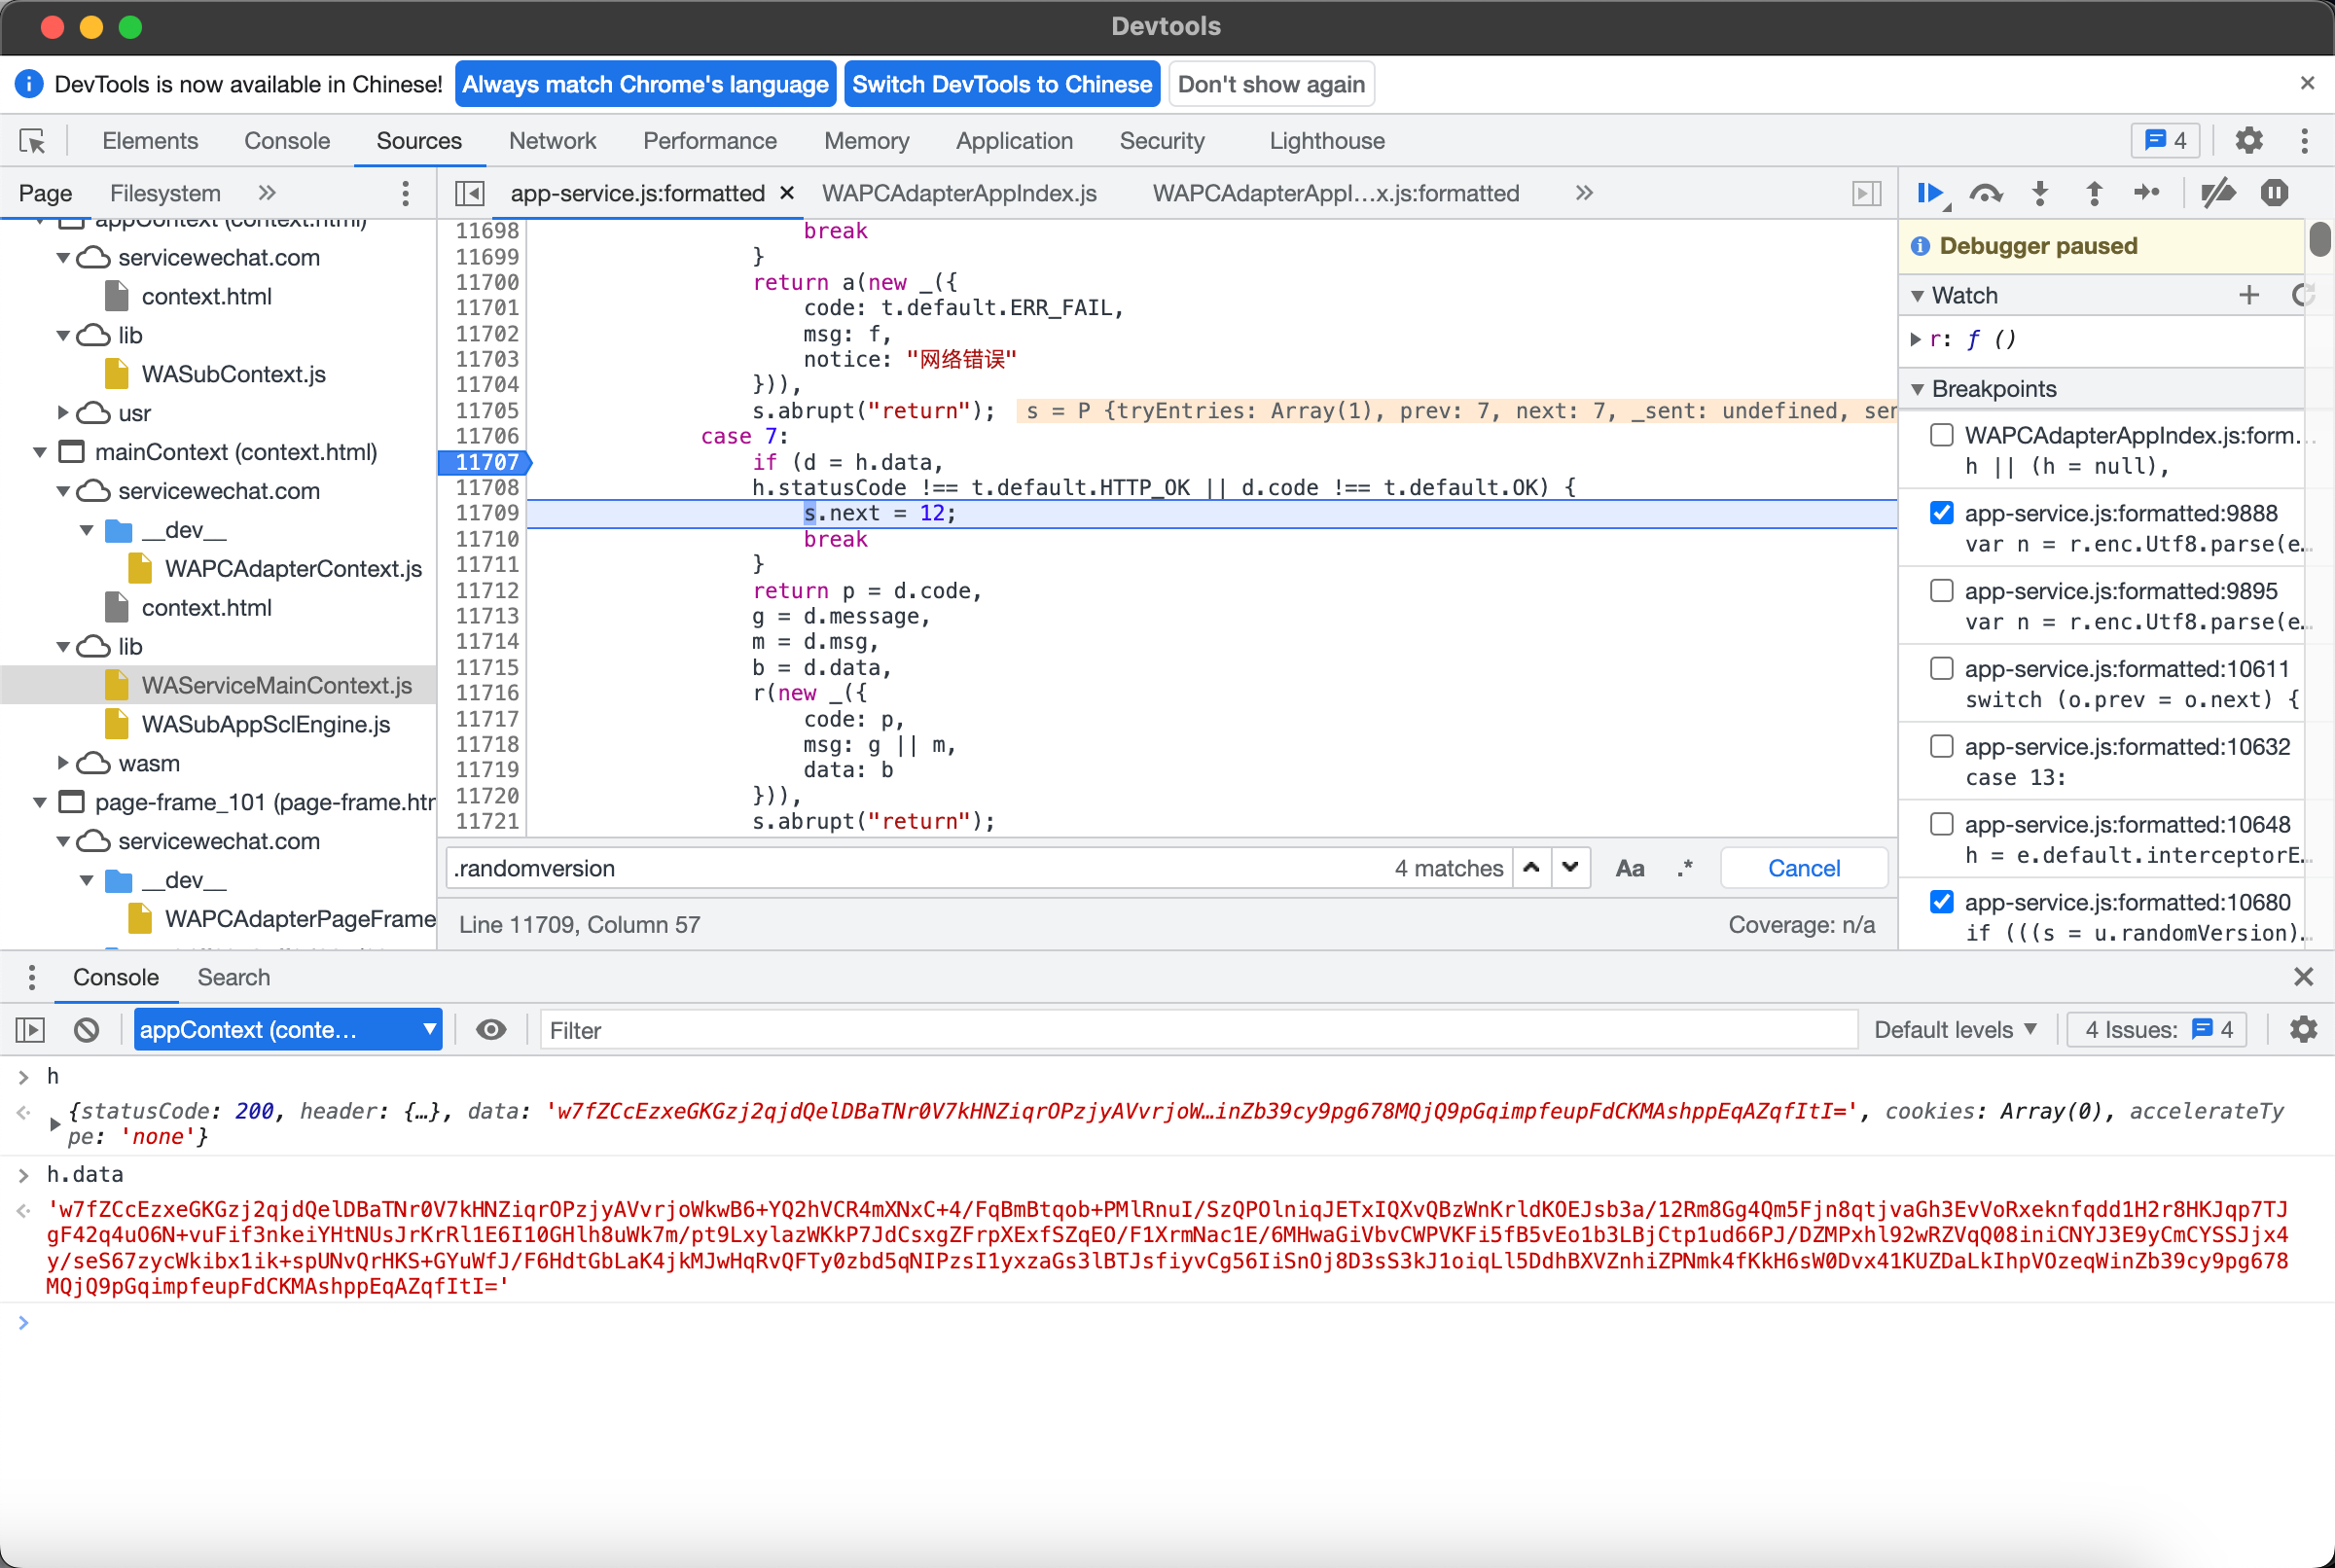 Devtools
DevTools is now available in Chinese! Always match Chrome's language Switch DevTools to Chinese Don't show again
Elements Console Sources Network Performance Memory Application Security Lighthouse 4
Page Filesystem
appContext (context.html)
servicewechat.com
context.html
lib
WASubContext.js
usr
mainContext (context.html)
servicewechat.com
__dev__
WAPCAdapterContext.js
context.html
lib
WAServiceMainContext.js
WASubAppSclEngine.js
wasm
page-frame_101 (page-frame.htr
servicewechat.com
__dev__
WAPCAdapterPageFrame
app-service.js:formatted WAPCAdapterAppIndex.js WAPCAdapterAppI...x.js:formatted
11698 break
11699 }
11700 return a(new _({
11701 code: t.default.ERR_FAIL,
11702 msg: f,
11703 notice: "网络错误"
11704 })),
11705 s.abrupt("return"); s = P {tryEntries: Array(1), prev: 7, next: 7, _sent: undefined, ser
11706 case 7:
11707 if (d = h.data,
11708 h.statusCode !== t.default.HTTP_OK || d.code !== t.default.OK) {
11709 s.next = 12;
11710 break
11711 }
11712 return p = d.code,
11713 g = d.message,
11714 m = d.msg,
11715 b = d.data,
11716 r(new _({
11717 code: p,
11718 msg: g || m,
11719 data: b
11720 })),
11721 s.abrupt("return");
.randomversion 4 matches Aa .* Cancel
Line 11709, Column 57 Coverage: n/a
Debugger paused
Watch
r: ƒ ()
Breakpoints
WAPCAdapterAppIndex.js:form...
h || (h = null),
app-service.js:formatted:9888
var n = r.enc.Utf8.parse(e…
app-service.js:formatted:9895
var n = r.enc.Utf8.parse(e…
app-service.js:formatted:10611
switch (o.prev = o.next) {
app-service.js:formatted:10632
case 13:
app-service.js:formatted:10648
h = e.default.interceptorE…
app-service.js:formatted:10680
if (((s = u.randomVersion)…
Console Search
appContext (conte... Filter Default levels 4 Issues: 4
h
{statusCode: 200, header: {…}, data: 'w7fZCcEzxeGKGzj2qjdQelDBaTNr0V7kHNZiqrOPzjyAVvrjoW…inZb39cy9pg678MQjQ9pGqimpfeupFdCKMAshppEqAZqfItI=', cookies: Array(0), accelerateTy
pe: 'none'}
h.data
'w7fZCcEzxeGKGzj2qjdQelDBaTNr0V7kHNZiqrOPzjyAVvrjoWkwB6+YQ2hVCR4mXNxC+4/FqBmBtqob+PMlRnuI/SzQPOlniqJETxIQXvQBzWnKrldKOEJsb3a/12Rm8Gg4Qm5Fjn8qtjvaGh3EvVoRxeknfqdd1H2r8HKJqp7TJ
gF42q4uO6N+vuFif3nkeiYHtNUsJrKrRl1E6I10GHlh8uWk7m/pt9LxylazWKkP7JdCsxgZFrpXExfSZqEO/F1XrmNac1E/6MHwaGiVbvCWPVKFi5fB5vEo1b3LBjCtp1ud66PJ/DZMPxhl92wRZVqQ08iniCNYJ3E9yCmCYSSJjx4
y/seS67zycWkibx1ik+spUNvQrHKS+GYuWfJ/F6HdtGbLaK4jkMJwHqRvQFTy0zbd5qNIPzsI1yxzaGs3lBTJsfiyvCg56IiSnOj8D3sS3kJ1oiqLl5DdhBXVZnhiZPNmk4fKkH6sW0Dvx41KUZDaLkIhpVOzeqWinZb39cy9pg678
MQjQ9pGqimpfeupFdCKMAshppEqAZqfItI='